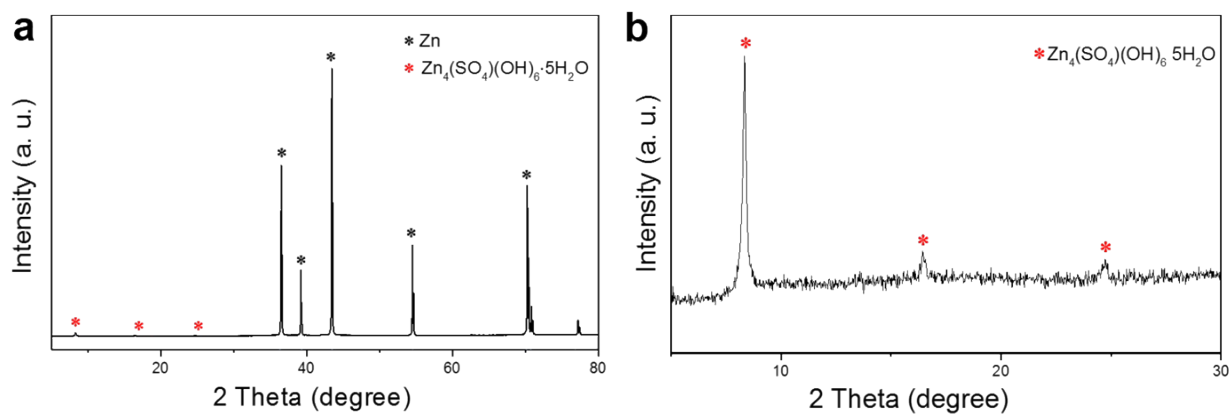 a
* Zn
* Zn₄(SO₄)(OH)₆·5H₂O
Intensity (a. u.)
20
40
60
80
2 Theta (degree)
b
* Zn₄(SO₄)(OH)₆ 5H₂O
Intensity (a. u.)
10
20
30
2 Theta (degree)